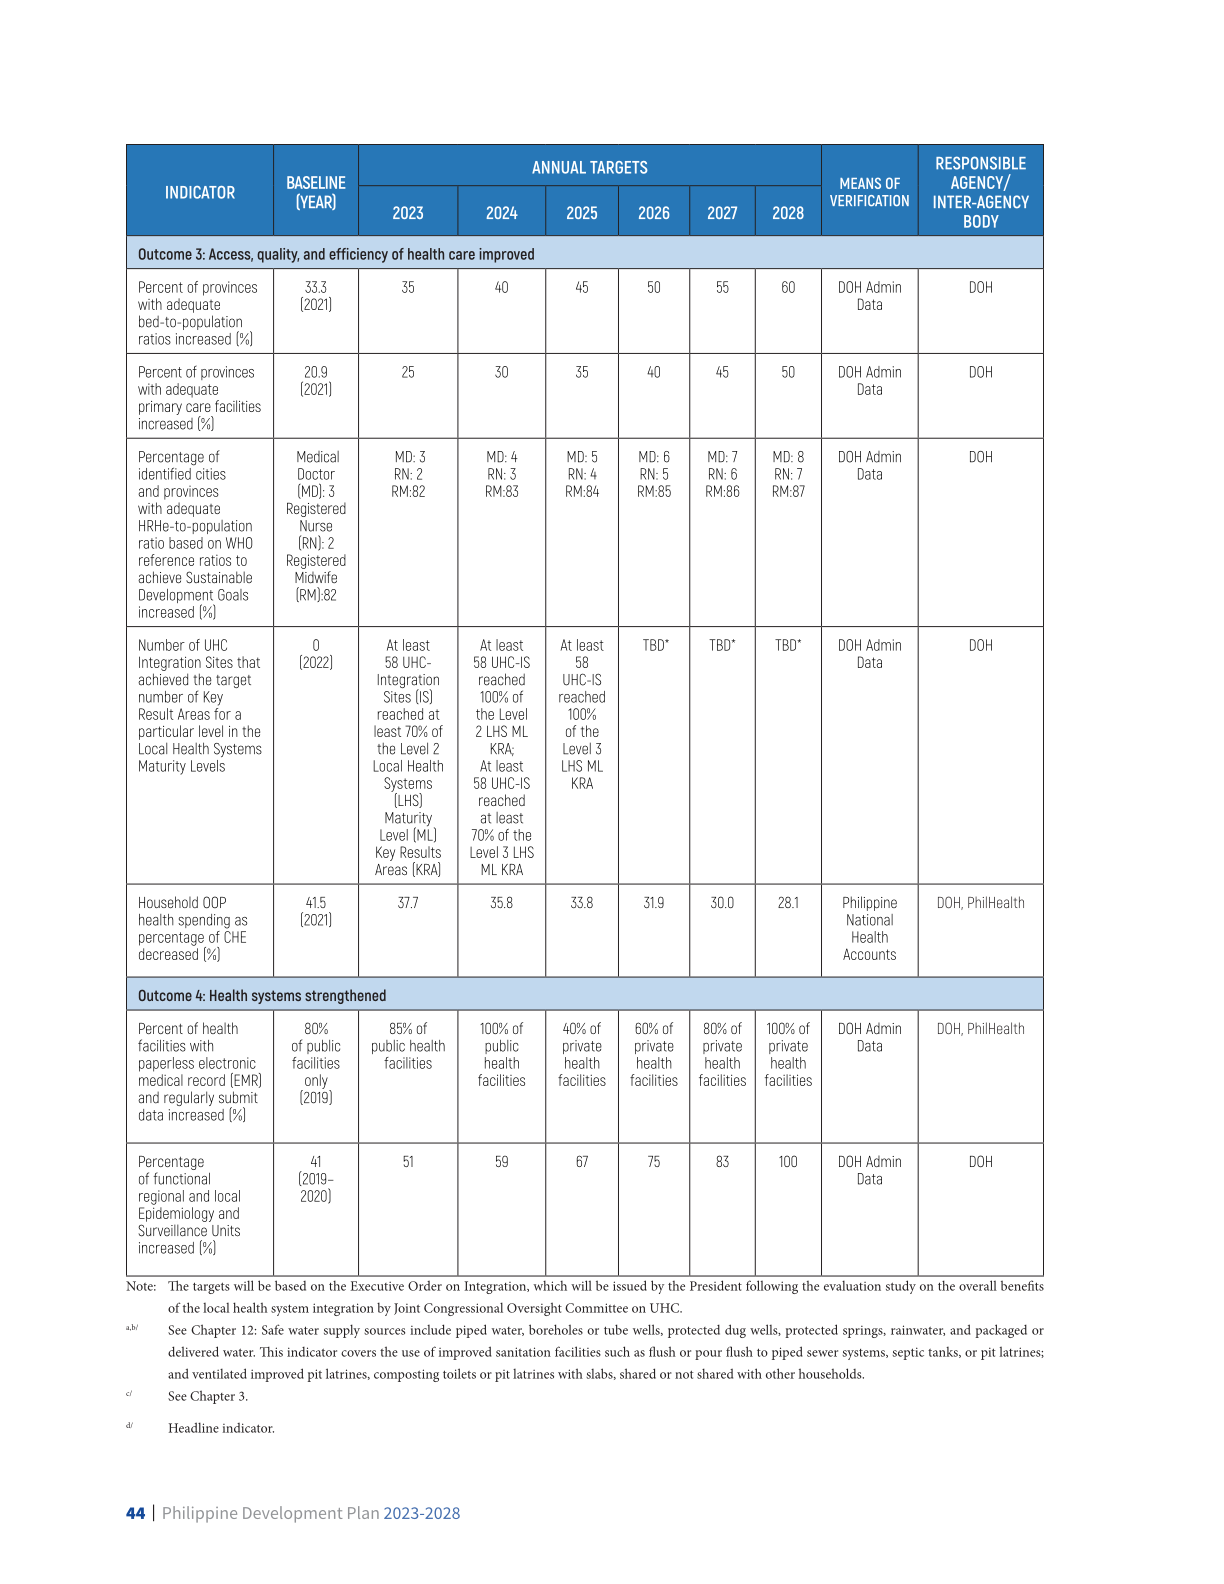 INDICATOR
BASELINE
(YEAR)
ANNUAL TARGETS
2023
2024
2025
2026
2027
2028
MEANS OF
VERIFICATION
RESPONSIBLE
AGENCY/
INTER-AGENCY
BODY
Outcome 3: Access, quality, and efficiency of health care improved
Percent of provinces
with adequate
bed-to-population
ratios increased (%)
33.3
(2021)
35
40
45
50
55
60
DOH Admin
Data
DOH
Percent of provinces
with adequate
primary care facilities
increased (%)
20.9
(2021)
25
30
35
40
45
50
DOH Admin
Data
DOH
Percentage of
identified cities
and provinces
with adequate
HRHe-to-population
ratio based on WHO
reference ratios to
achieve Sustainable
Development Goals
increased (%)
Medical
Doctor
(MD): 3
Registered
Nurse
(RN): 2
Registered
Midwife
(RM):82
MD: 3
RN: 2
RM:82
MD: 4
RN: 3
RM:83
MD: 5
RN: 4
RM:84
MD: 6
RN: 5
RM:85
MD: 7
RN: 6
RM:86
MD: 8
RN: 7
RM:87
DOH Admin
Data
DOH
Number of UHC
Integration Sites that
achieved the target
number of Key
Result Areas for a
particular level in the
Local Health Systems
Maturity Levels
0
(2022)
At least
58 UHC-
Integration
Sites (IS)
reached at
least 70% of
the Level 2
Local Health
Systems
(LHS)
Maturity
Level (ML)
Key Results
Areas (KRA)
At least
58 UHC-IS
reached
100% of
the Level
2 LHS ML
KRA;
At least
58 UHC-IS
reached
at least
70% of the
Level 3 LHS
ML KRA
At least
58
UHC-IS
reached
100%
of the
Level 3
LHS ML
KRA
TBD*
TBD*
TBD*
DOH Admin
Data
DOH
Household OOP
health spending as
percentage of CHE
decreased (%)
41.5
(2021)
37.7
35.8
33.8
31.9
30.0
28.1
Philippine
National
Health
Accounts
DOH, PhilHealth
Outcome 4: Health systems strengthened
Percent of health
facilities with
paperless electronic
medical record (EMR)
and regularly submit
data increased (%)
80%
of public
facilities
only
(2019)
85% of
public health
facilities
100% of
public
health
facilities
40% of
private
health
facilities
60% of
private
health
facilities
80% of
private
health
facilities
100% of
private
health
facilities
DOH Admin
Data
DOH, PhilHealth
Percentage
of functional
regional and local
Epidemiology and
Surveillance Units
increased (%)
41
(2019–
2020)
51
59
67
75
83
100
DOH Admin
Data
DOH
Note: The targets will be based on the Executive Order on Integration, which will be issued by the President following the evaluation study on the overall benefits
of the local health system integration by Joint Congressional Oversight Committee on UHC.
a,b/ See Chapter 12: Safe water supply sources include piped water, boreholes or tube wells, protected dug wells, protected springs, rainwater, and packaged or
delivered water. This indicator covers the use of improved sanitation facilities such as flush or pour flush to piped sewer systems, septic tanks, or pit latrines;
and ventilated improved pit latrines, composting toilets or pit latrines with slabs, shared or not shared with other households.
c/ See Chapter 3.
d/ Headline indicator.
44 | Philippine Development Plan 2023-2028